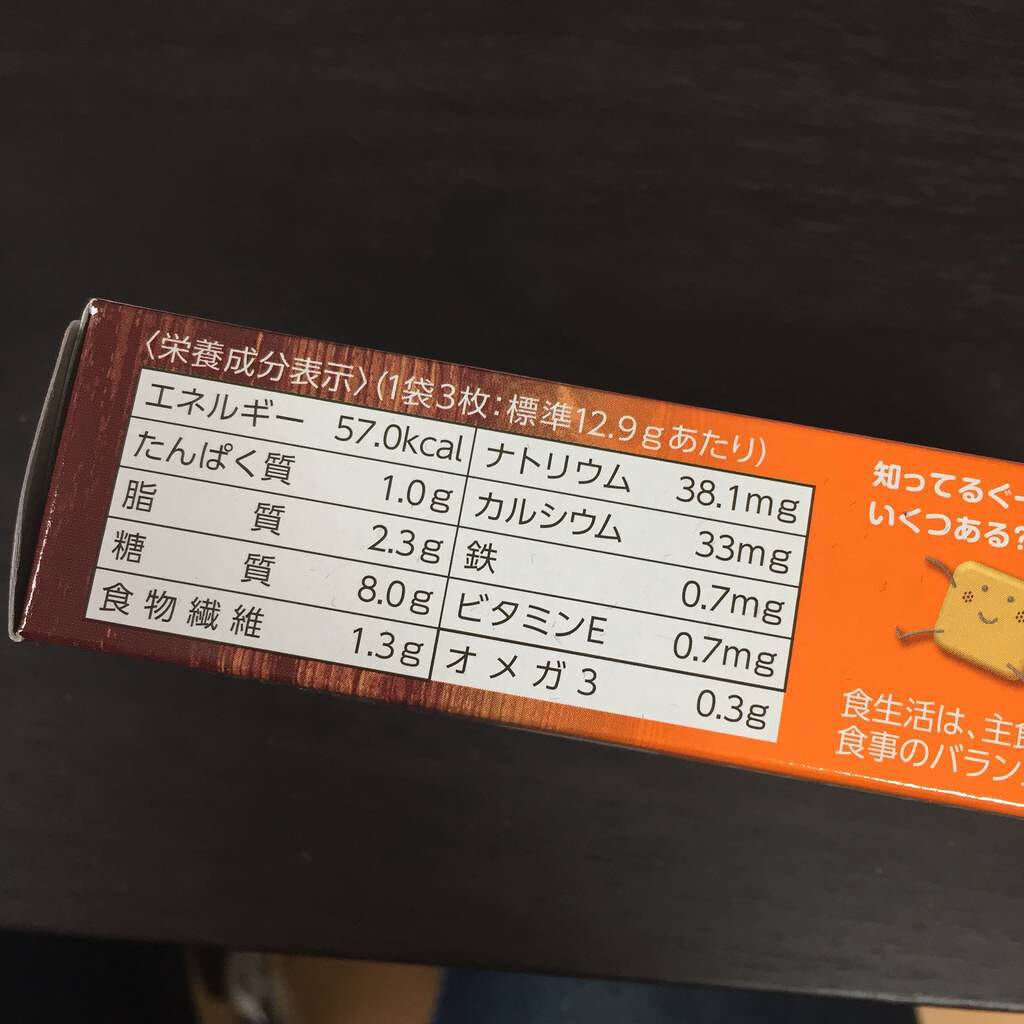 〈栄養成分表示〉(1袋3枚:標準12.9gあたり)
エネルギー 57.0kcal
たんぱく質 1.0g
脂質 2.3g
糖質 8.0g
食物繊維 1.3g
ナトリウム 38.1mg
カルシウム 33mg
鉄 0.7mg
ビタミンE 0.7mg
オメガ3 0.3g
知ってるぐー
いくつある?
食生活は、主食
食事のバラン